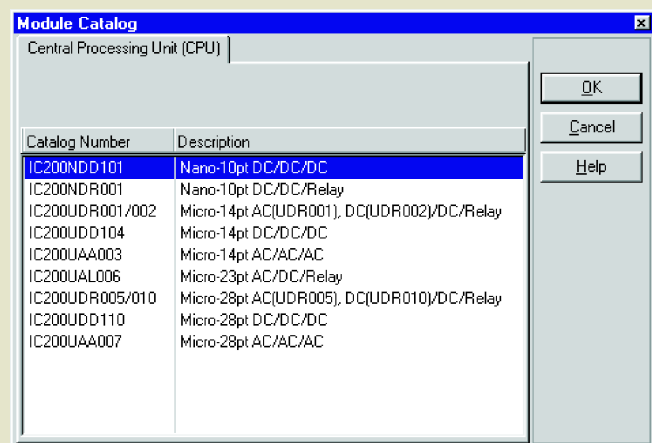 Module Catalog
Central Processing Unit (CPU)
OK
Cancel
Help
Catalog Number Description
IC200NDD101 Nano-10pt DC/DC/DC
IC200NDR001 Nano-10pt DC/DC/Relay
IC200UDR001/002 Micro-14pt AC(UDR001), DC(UDR002)/DC/Relay
IC200UDD104 Micro-14pt DC/DC/DC
IC200UAA003 Micro-14pt AC/AC/AC
IC200UAL006 Micro-23pt AC/DC/Relay
IC200UDR005/010 Micro-28pt AC(UDR005), DC(UDR010)/DC/Relay
IC200UDD110 Micro-28pt DC/DC/DC
IC200UAA007 Micro-28pt AC/AC/AC